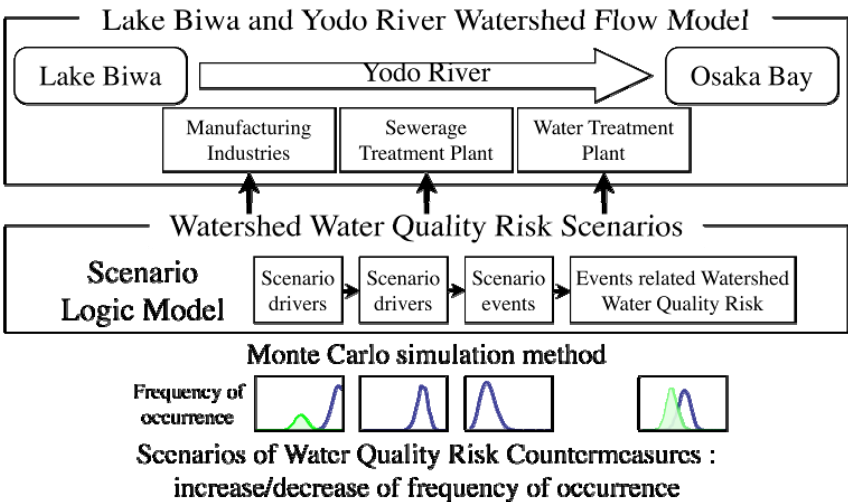 Lake Biwa and Yodo River Watershed Flow Model
Lake Biwa
Yodo River
Osaka Bay
Manufacturing
Industries
Sewerage
Treatment Plant
Water Treatment
Plant
Watershed Water Quality Risk Scenarios
Scenario
Logic Model
Scenario
drivers
Scenario
drivers
Scenario
events
Events related Watershed
Water Quality Risk
Monte Carlo simulation method
Frequency of
occurrence
Scenarios of Water Quality Risk Countermeasures :
increase/decrease of frequency of occurrence